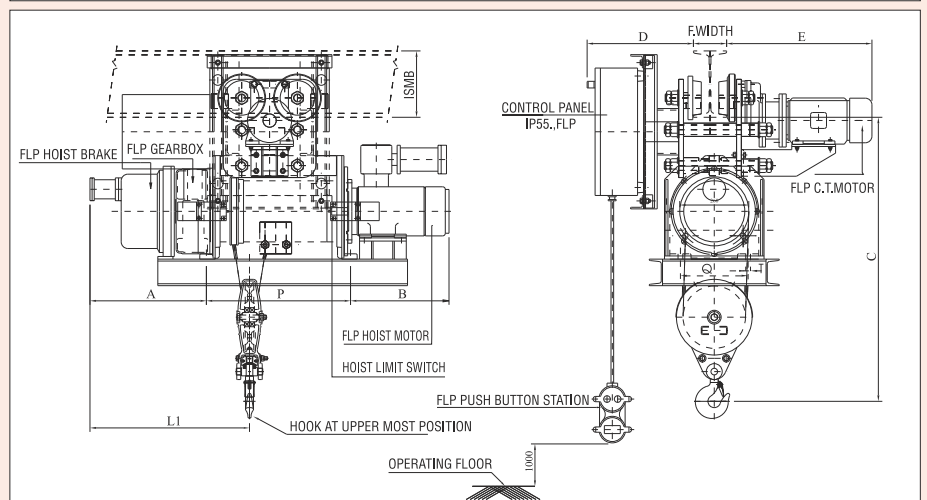 F.WIDTH
D
E
ISMB
CONTROL PANEL
IP55.,FLP
FLP HOIST BRAKE
FLP GEARBOX
FLP C.T.MOTOR
C
Q
T
A
P
B
FLP HOIST MOTOR
HOIST LIMIT SWITCH
FLP PUSH BUTTON STATION
L1
HOOK AT UPPER MOST POSITION
1000
OPERATING FLOOR